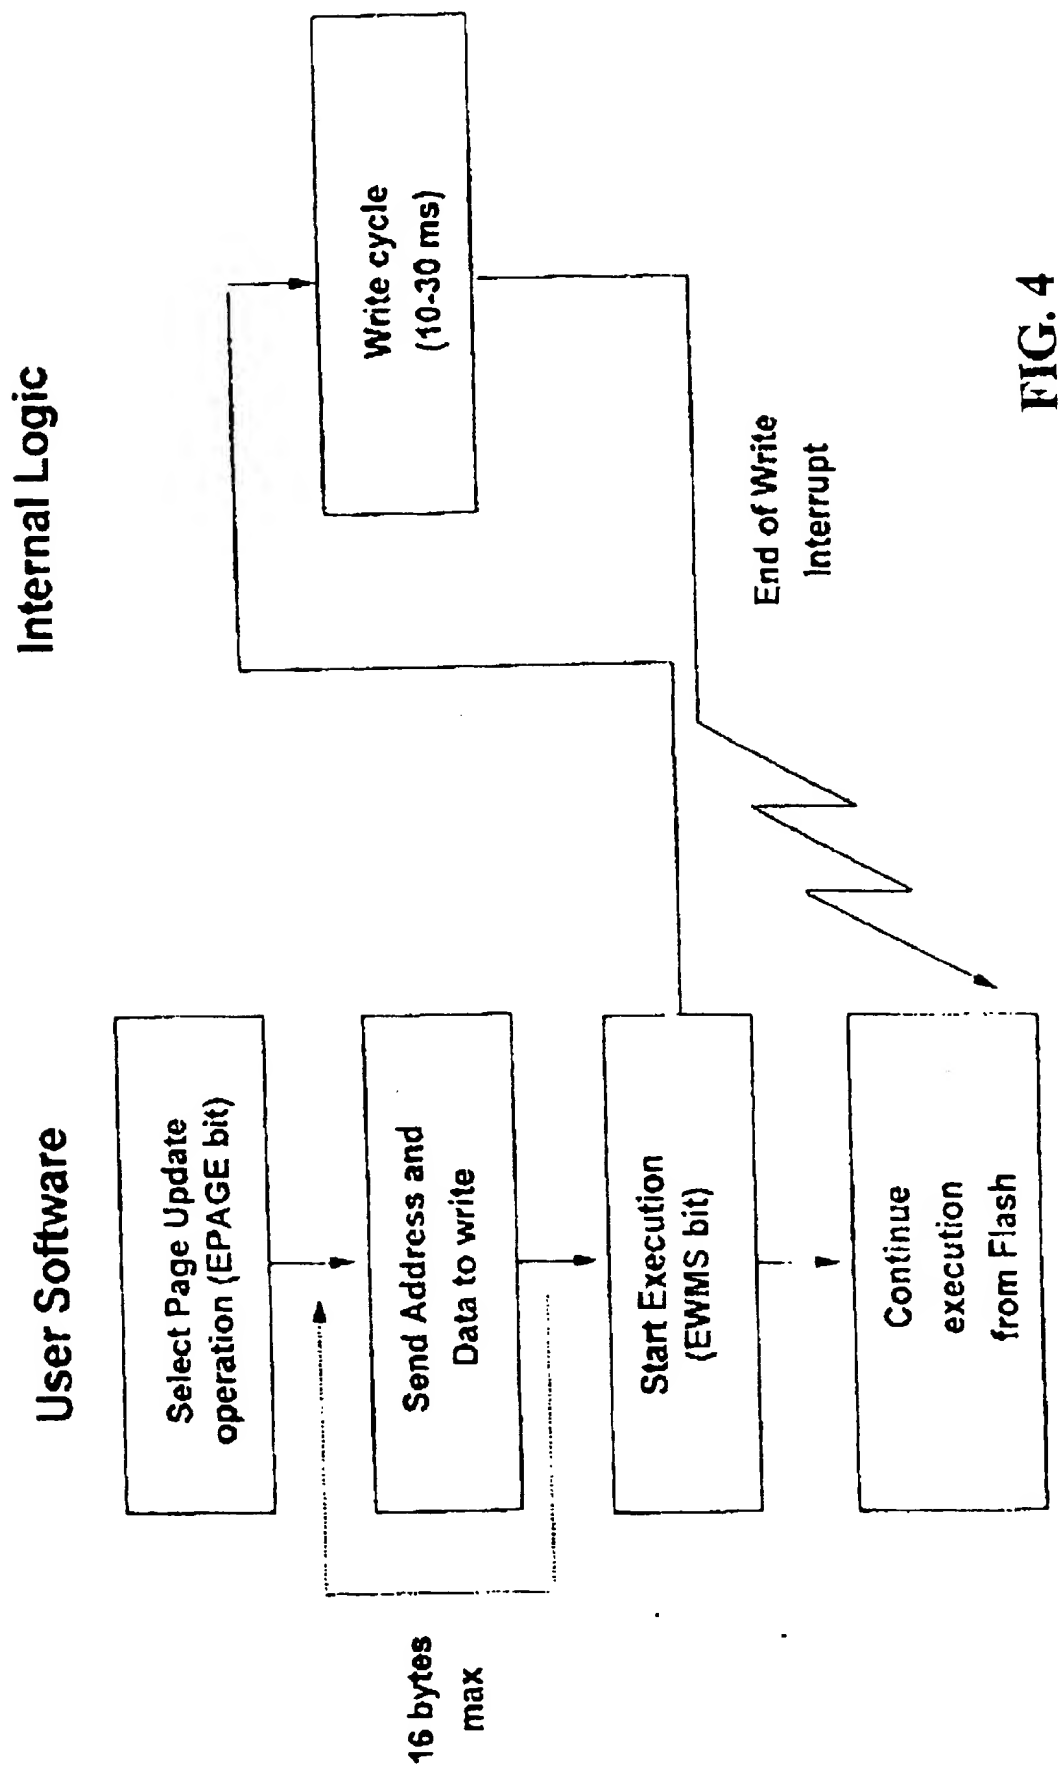 User Software
Internal Logic
Select Page Update
operation (EPAGE bit)
16 bytes
max
Send Address and
Data to write
Write cycle
(10-30 ms)
Start Execution
(EWMS bit)
End of Write
Interrupt
Continue
execution
from Flash
FIG. 4